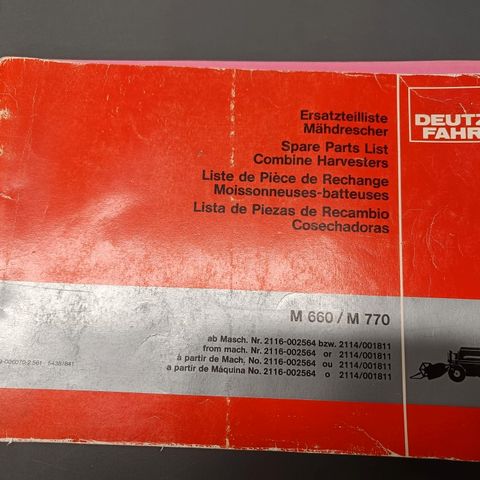 Ersatzteilliste
Mähdrescher
Spare Parts List
Combine Harvesters
Liste de Pièce de Rechange
Moissonneuses-batteuses
Lista de Piezas de Recambio
Cosechadoras
DEUTZ
FAHR
M 660 / M 770
ab Masch. Nr. 2116-002564 bzw. 2114/001811
from mach. Nr. 2116-002564 or 2114/001811
à partir de Mach. No. 2116-002564 ou 2114/001811
a partir de Máquina No. 2116-002564 o 2114/001811